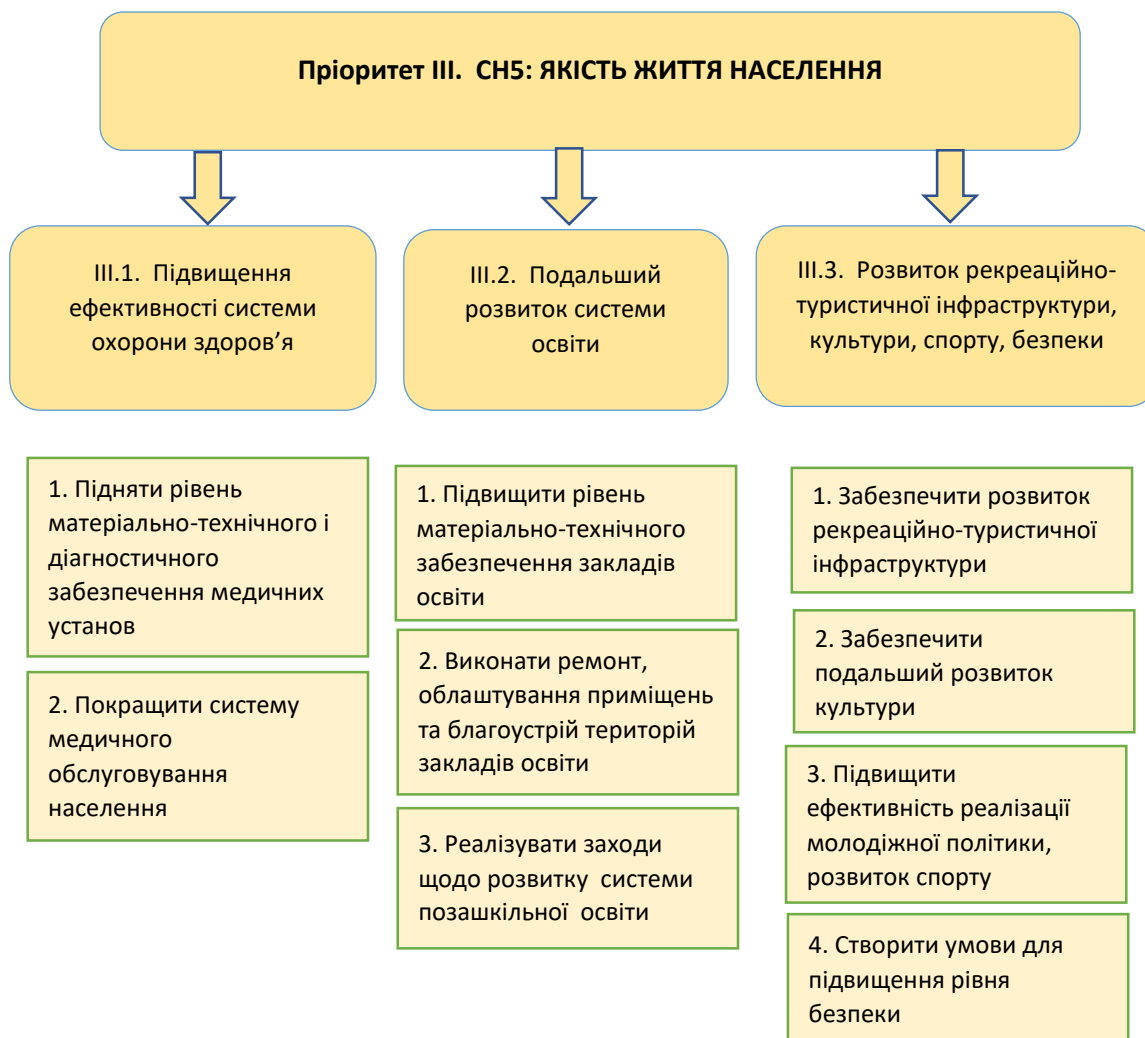 Пріоритет ІІІ.  СН5: ЯКІСТЬ ЖИТТЯ НАСЕЛЕННЯ
ІІІ.1.  Підвищення
ефективності системи
охорони здоров’я
ІІІ.2.  Подальший
розвиток системи
освіти
ІІІ.3.  Розвиток рекреаційно-
туристичної інфраструктури,
культури, спорту, безпеки
1. Підняти рівень
матеріально-технічного і
діагностичного
забезпечення медичних
установ
2. Покращити систему
медичного
обслуговування
населення
1. Підвищити рівень
матеріально-технічного
забезпечення закладів
освіти
2. Виконати ремонт,
облаштування приміщень
та благоустрій територій
закладів освіти
3. Реалізувати заходи
щодо розвитку  системи
позашкільної  освіти
1. Забезпечити розвиток
рекреаційно-туристичної
інфраструктури
2. Забезпечити
подальший розвиток
культури
3. Підвищити
ефективність реалізації
молодіжної політики,
розвиток спорту
4. Створити умови для
підвищення рівня
безпеки